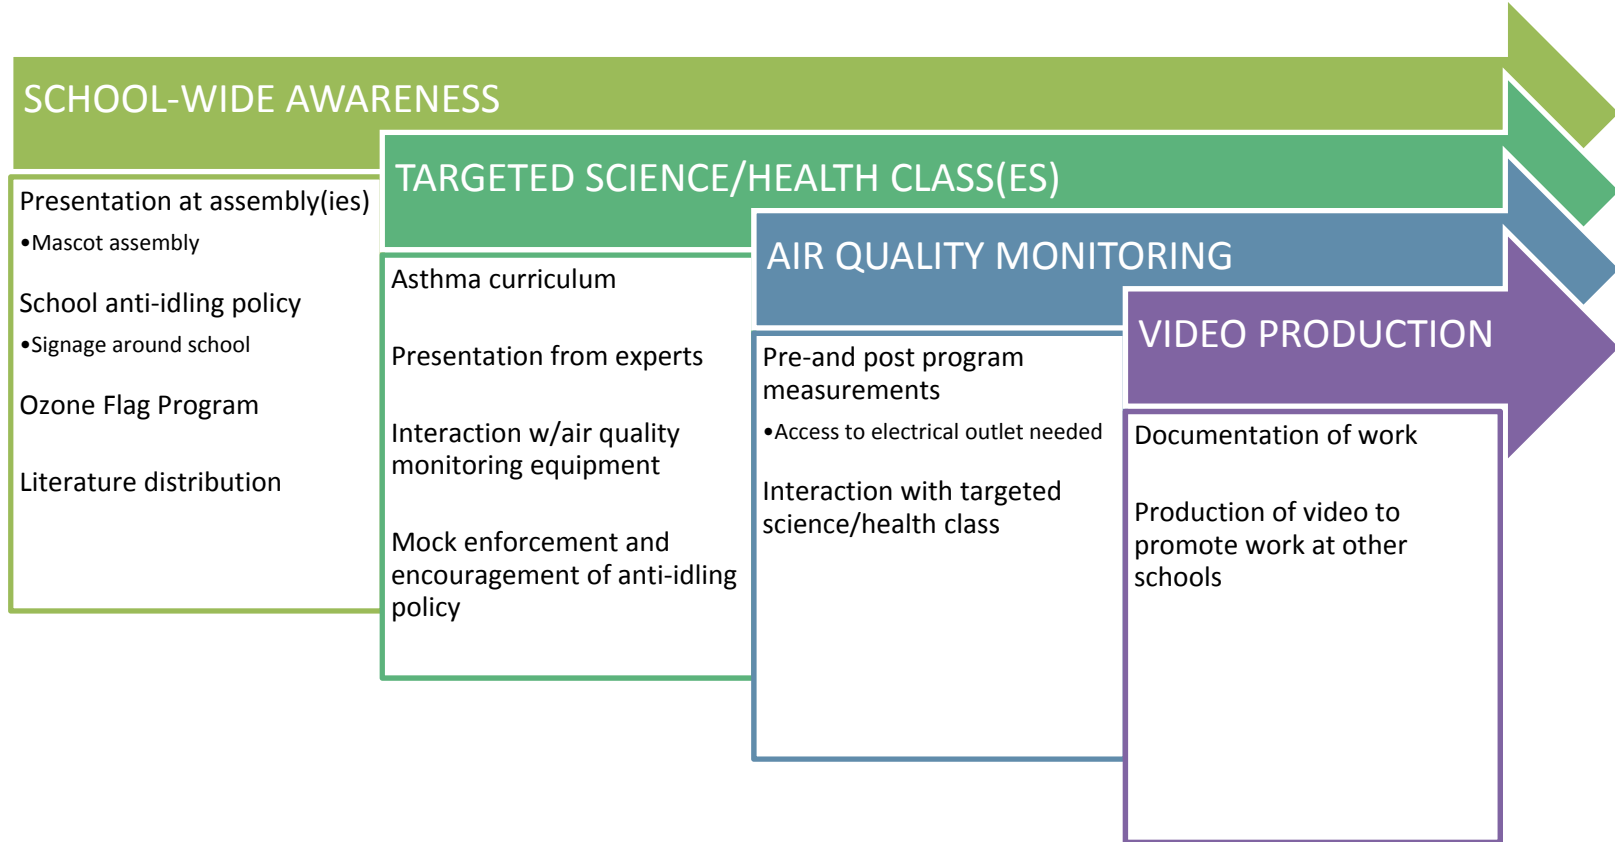 SCHOOL-WIDE AWARENESS
Presentation at assembly(ies)
•Mascot assembly
School anti-idling policy
•Signage around school
Ozone Flag Program
Literature distribution
TARGETED SCIENCE/HEALTH CLASS(ES)
Asthma curriculum
Presentation from experts
Interaction w/air quality
monitoring equipment
Mock enforcement and
encouragement of anti-idling
policy
AIR QUALITY MONITORING
Pre-and post program
measurements
•Access to electrical outlet needed
Interaction with targeted
science/health class
VIDEO PRODUCTION
Documentation of work
Production of video to
promote work at other
schools